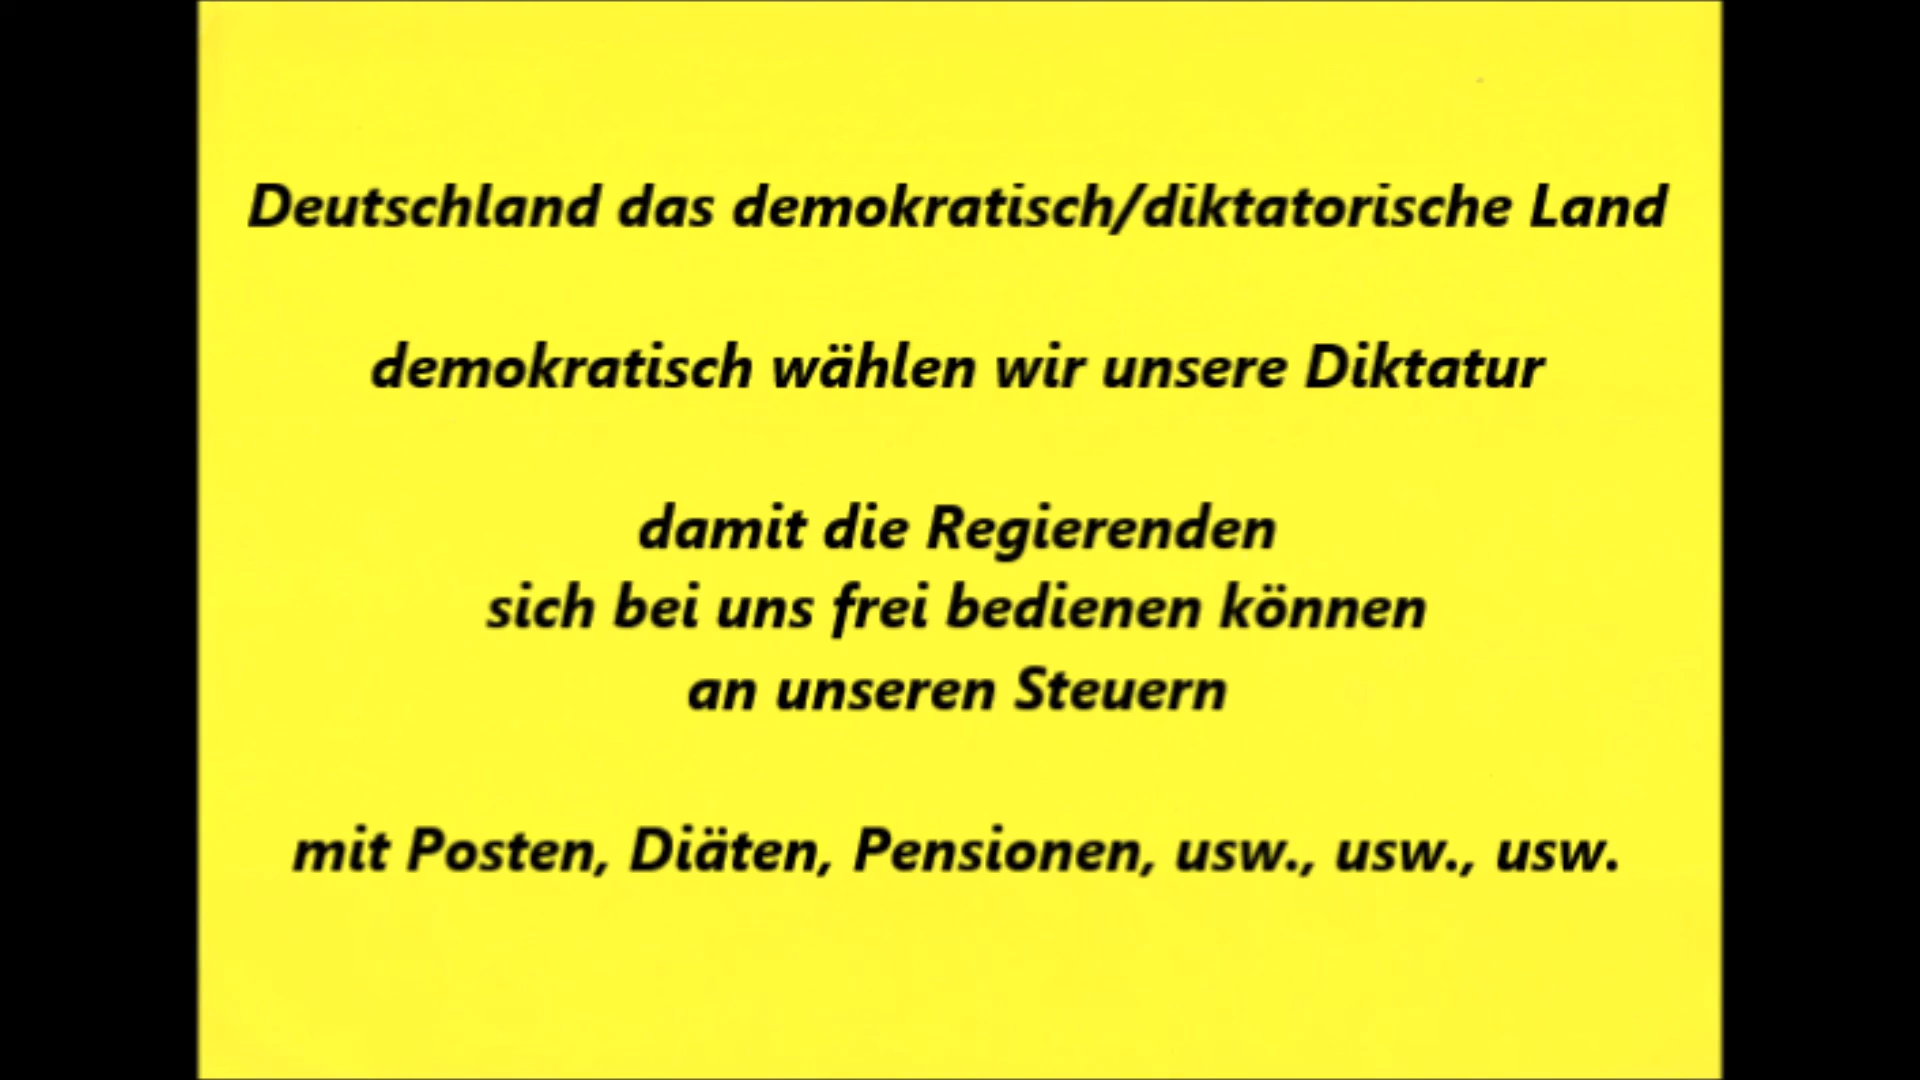 Deutschland das demokratisch/diktatorische Land
demokratisch wählen wir unsere Diktatur
damit die Regierenden
sich bei uns frei bedienen können
an unseren Steuern
mit Posten, Diäten, Pensionen, usw., usw., usw.